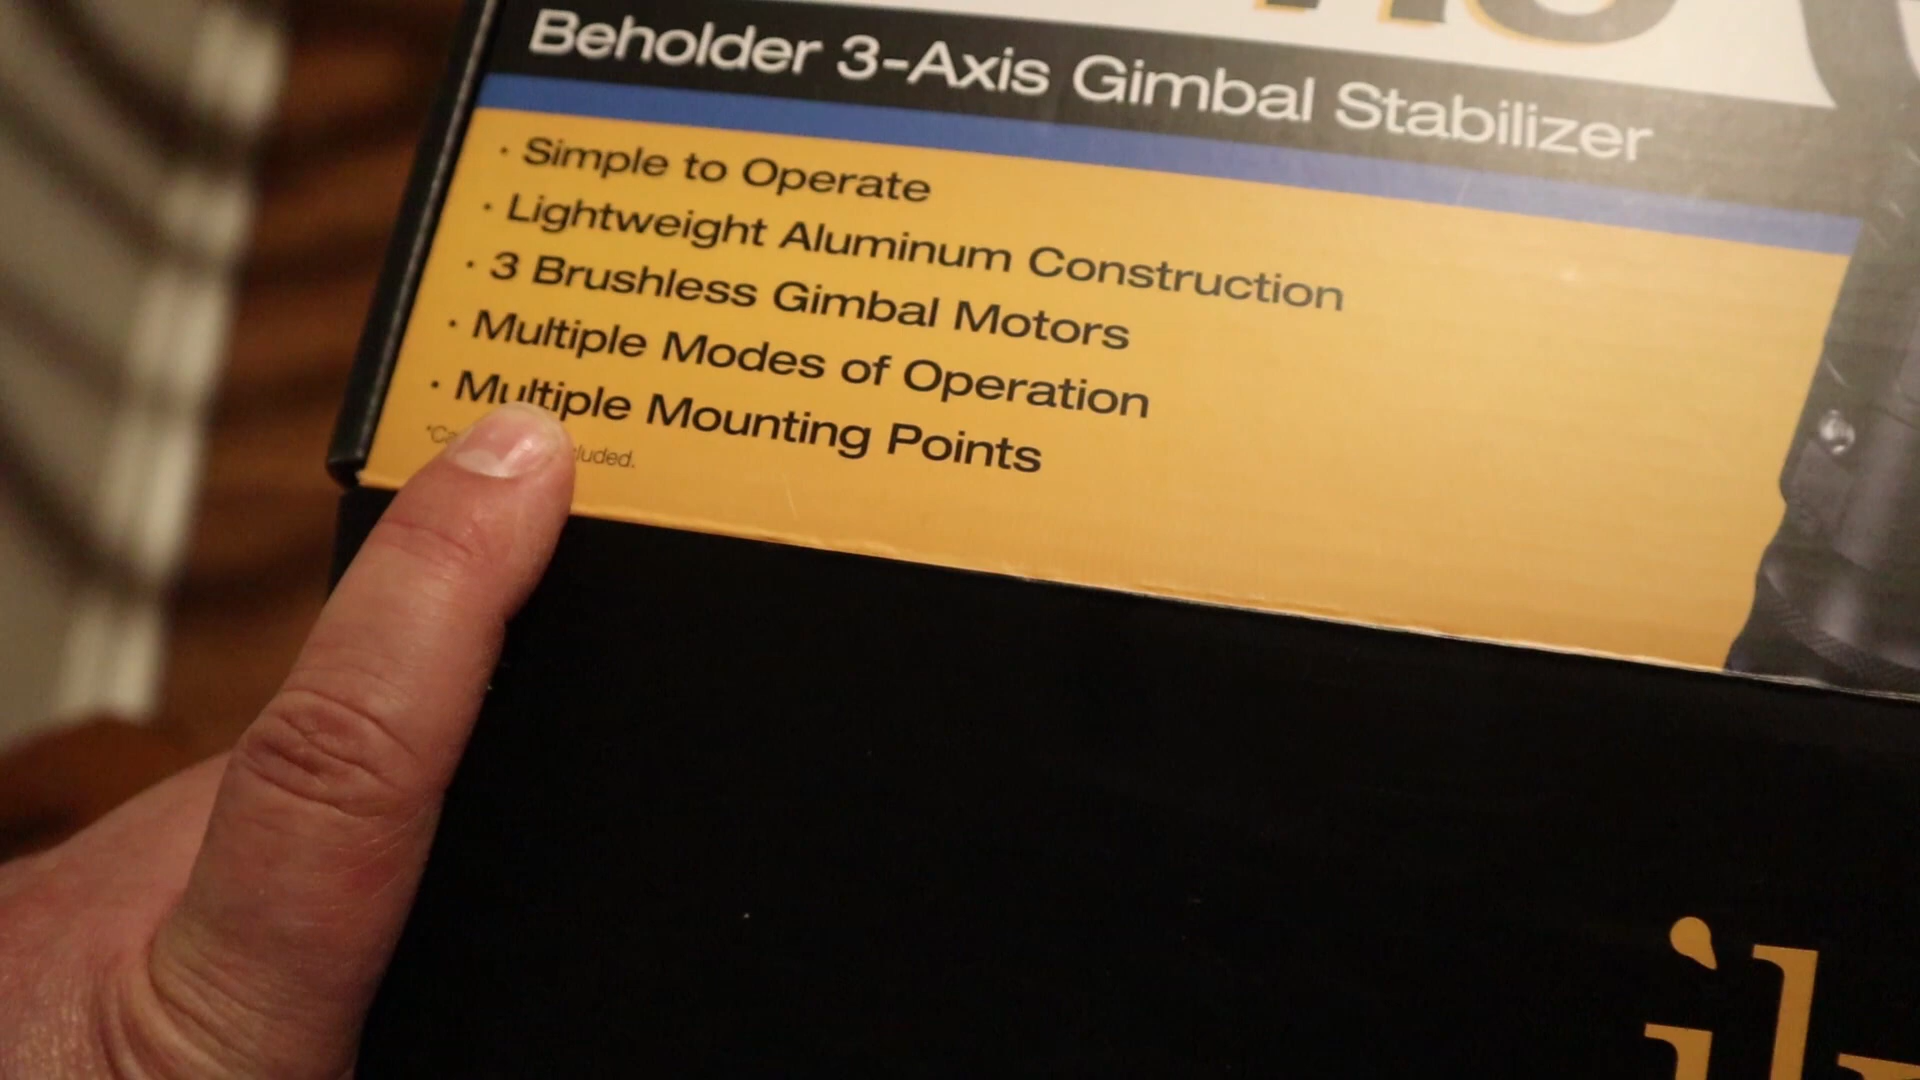 Beholder 3-Axis Gimbal Stabilizer
· Simple to Operate
· Lightweight Aluminum Construction
· 3 Brushless Gimbal Motors
· Multiple Modes of Operation
· Multiple Mounting Points